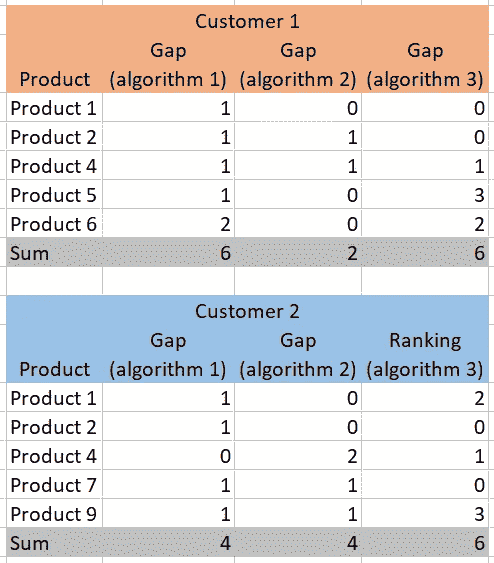 Customer 1
Gap Gap Gap
Product (algorithm 1) (algorithm 2) (algorithm 3)
Product 1 1 0 0
Product 2 1 1 0
Product 4 1 1 1
Product 5 1 0 3
Product 6 2 0 2
Sum 6 2 6
Customer 2
Gap Gap Ranking
Product (algorithm 1) (algorithm 2) (algorithm 3)
Product 1 1 0 2
Product 2 1 0 0
Product 4 0 2 1
Product 7 1 1 0
Product 9 1 1 3
Sum 4 4 6